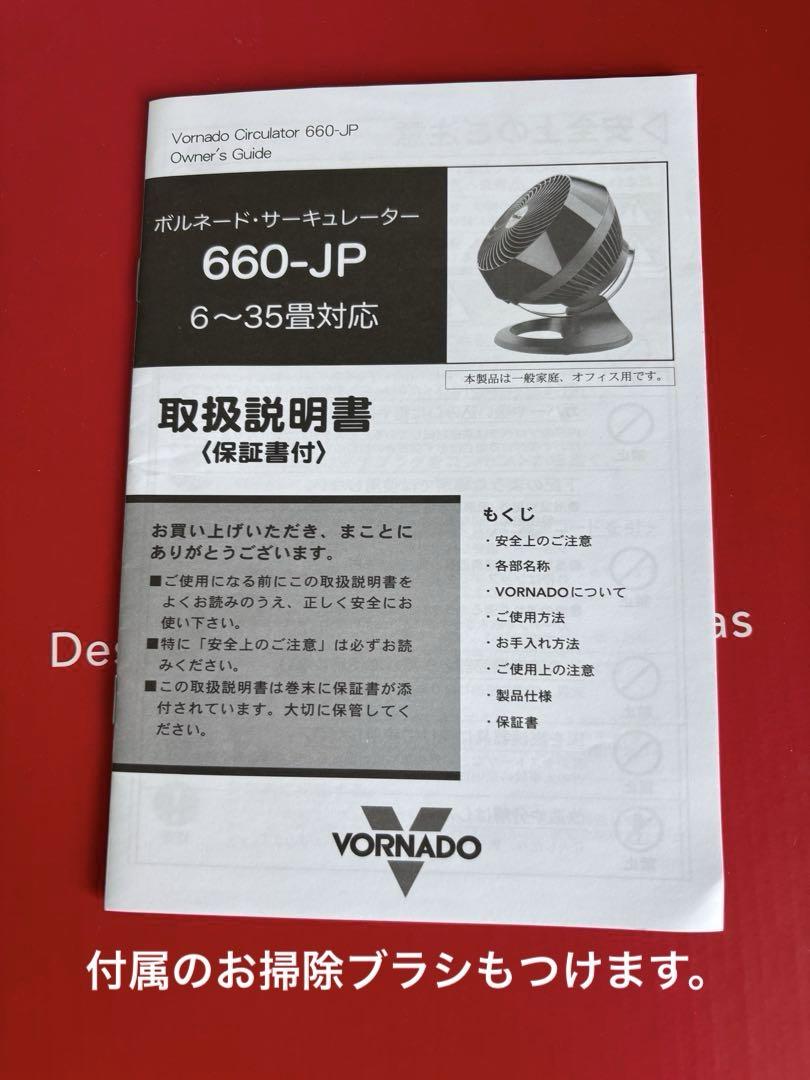 Vornado Circulator 660-JP
Owner's Guide
ボルネード・サーキュレーター
660-JP
6〜35畳対応
本製品は一般家庭、オフィス用です。
取扱説明書
〈保証書付〉
お買い上げいただき、まことに
ありがとうございます。
■ご使用になる前にこの取扱説明書を
よくお読みのうえ、正しく安全にお
使い下さい。
■特に「安全上のご注意」は必ずお読
みください。
■この取扱説明書は巻末に保証書が添
付されています。大切に保管してく
ださい。
もくじ
・安全上のご注意
・各部名称
・VORNADOについて
・ご使用方法
・お手入れ方法
・ご使用上の注意
・製品仕様
・保証書
Des
as
VORNADO
付属のお掃除ブラシもつけます。